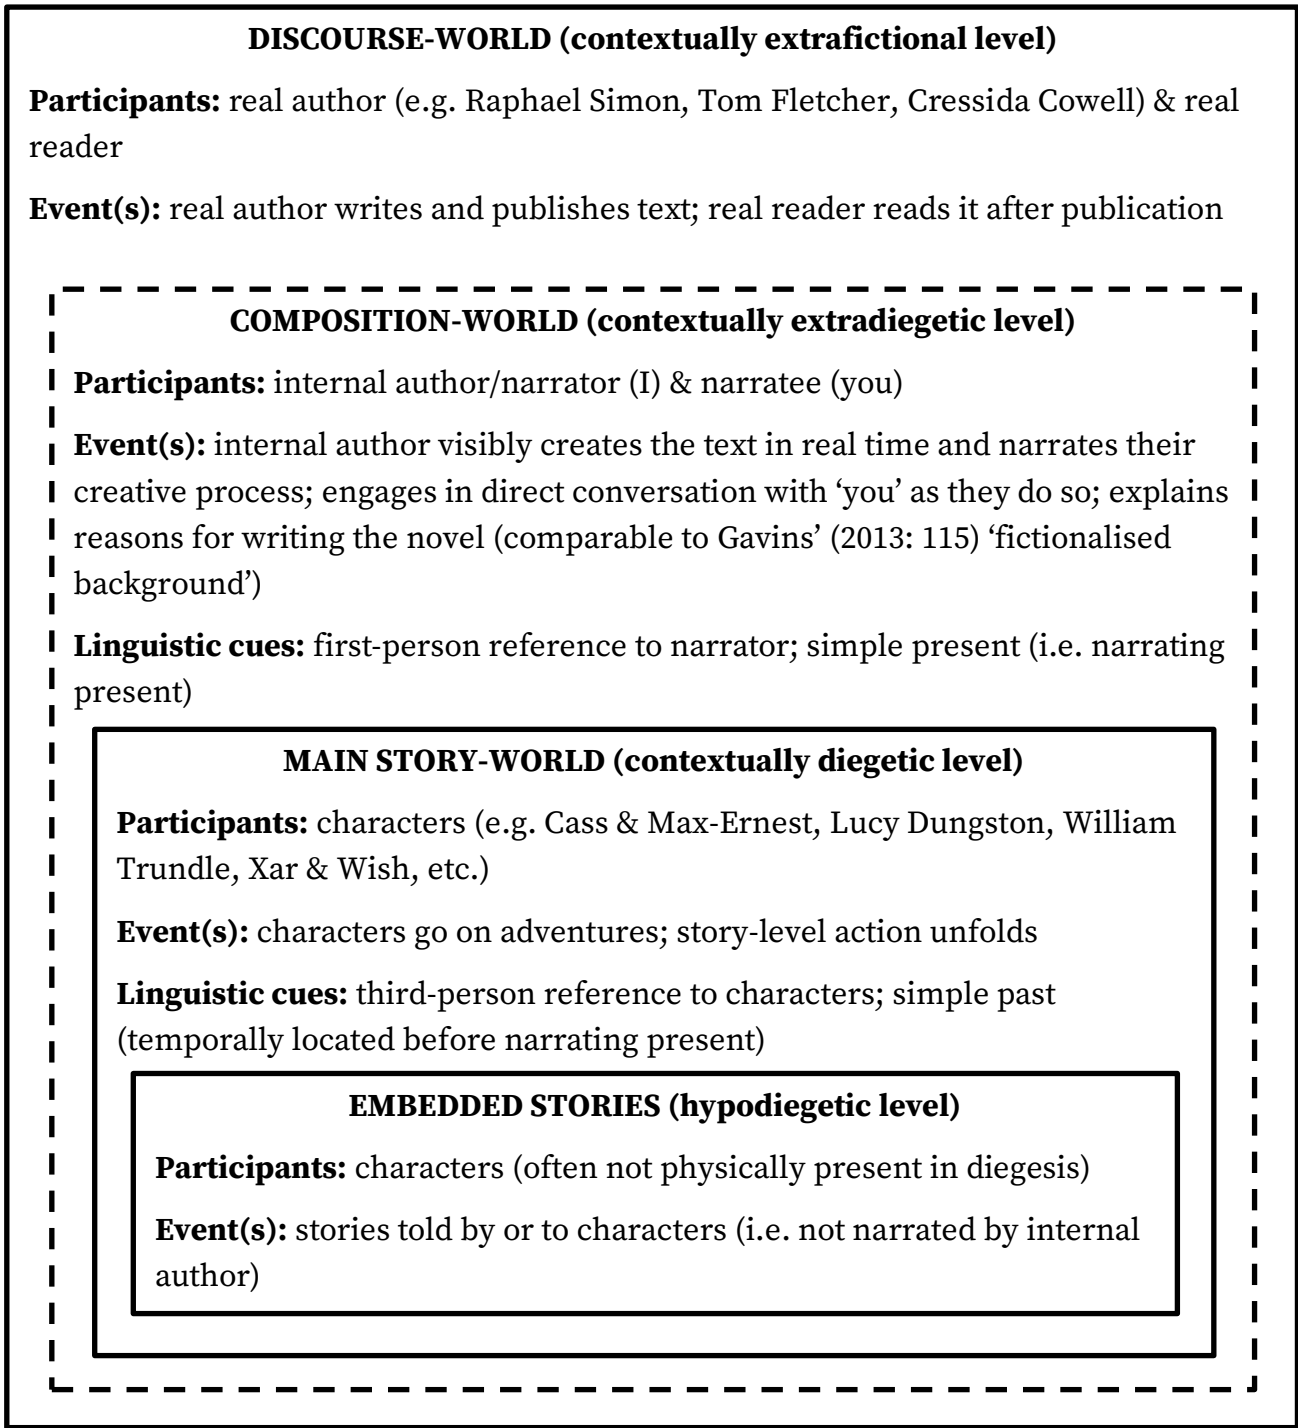 DISCOURSE-WORLD (contextually extrafictional level)
Participants: real author (e.g. Raphael Simon, Tom Fletcher, Cressida Cowell) & real
reader
Event(s): real author writes and publishes text; real reader reads it after publication
COMPOSITION-WORLD (contextually extradiegetic level)
Participants: internal author/narrator (I) & narratee (you)
Event(s): internal author visibly creates the text in real time and narrates their
creative process; engages in direct conversation with ‘you’ as they do so; explains
reasons for writing the novel (comparable to Gavins’ (2013: 115) ‘fictionalised
background’)
Linguistic cues: first-person reference to narrator; simple present (i.e. narrating
present)
MAIN STORY-WORLD (contextually diegetic level)
Participants: characters (e.g. Cass & Max-Ernest, Lucy Dungston, William
Trundle, Xar & Wish, etc.)
Event(s): characters go on adventures; story-level action unfolds
Linguistic cues: third-person reference to characters; simple past
(temporally located before narrating present)
EMBEDDED STORIES (hypodiegetic level)
Participants: characters (often not physically present in diegesis)
Event(s): stories told by or to characters (i.e. not narrated by internal
author)